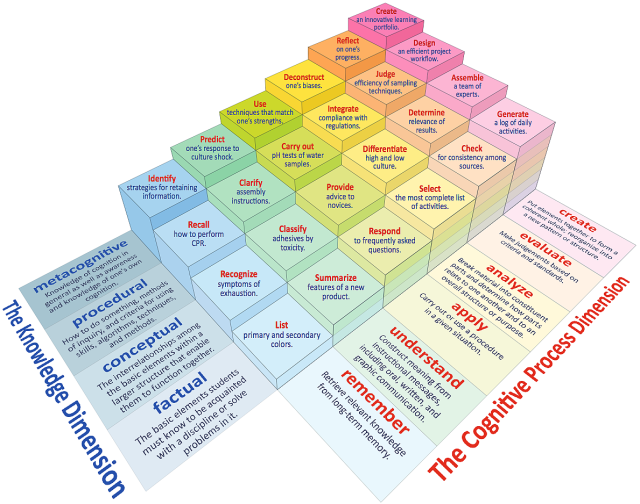 Create
an innovative learning
portfolio.
Reflect
on one's
progress.
Design
an efficient project
workflow.
Deconstruct
one's biases.
Judge
efficiency of sampling
techniques.
Assemble
a team of
experts.
Use
techniques that match
one's strengths.
Integrate
compliance with
regulations.
Determine
relevance of
results.
Generate
a log of daily
activities.
Predict
one's response to
culture shock.
Carry out
pH tests of water
samples.
Differentiate
high and low
culture.
Check
for consistency among
sources.
Identify
strategies for retaining
information.
Clarify
assembly
instructions.
Provide
advice to
novices.
Select
the most complete list
of activities.
Recall
how to perform
CPR.
Classify
adhesives by
toxicity.
Respond
to frequently asked
questions.
Recognize
symptoms of
exhaustion.
Summarize
features of a new
product.
List
primary and secondary
colors.
The Knowledge Dimension
metacognitive
Knowledge of cognition in
general as well as awareness
and knowledge of one's own
cognition.
procedural
How to do something, methods
of inquiry, and criteria for using
skills, algorithms, techniques,
and methods.
conceptual
The interrelationships among
the basic elements within a
larger structure that enable
them to function together.
factual
The basic elements students
must know to be acquainted
with a discipline or solve
problems in it.
The Cognitive Process Dimension
create
Put elements together to form a
coherent whole; reorganize into
a new pattern or structure.
evaluate
Make judgements based on
criteria and standards.
analyze
Break material into constituent
parts and determine how parts
relate to one another and to an
overall structure or purpose.
apply
Carry out or use a procedure
in a given situation.
understand
Construct meaning from
instructional messages,
including oral, written, and
graphic communication.
remember
Retrieve relevant knowledge
from long-term memory.